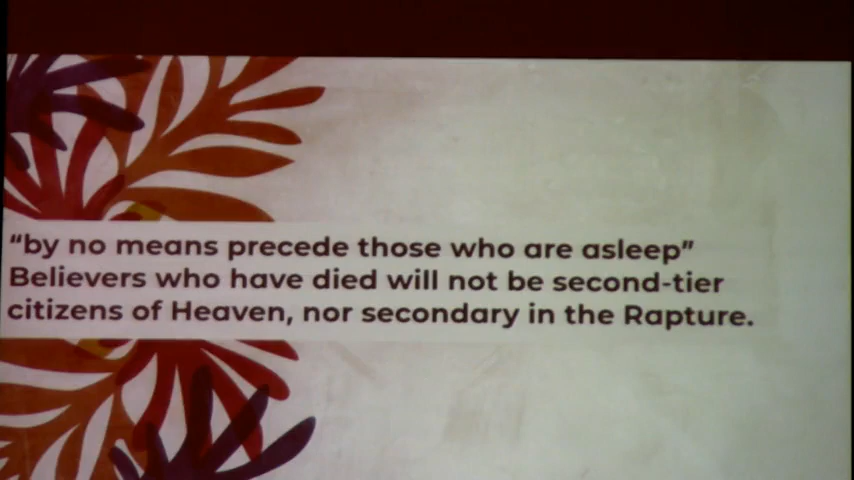 “by no means precede those who are asleep”
Believers who have died will not be second-tier
citizens of Heaven, nor secondary in the Rapture.